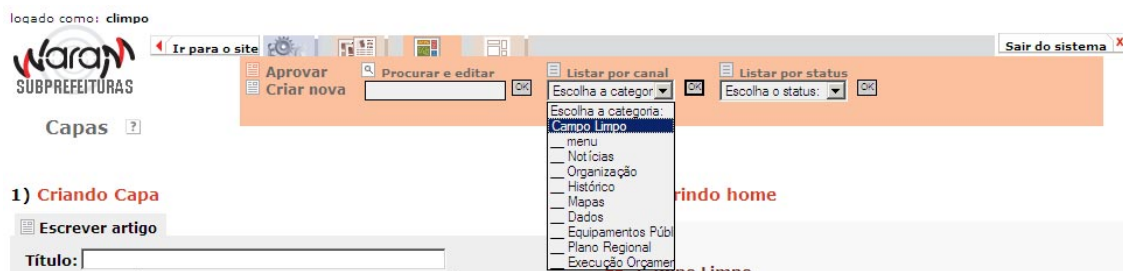 logado como: climpo
Ir para o site
Sair do sistema X
SUBPREFEITURAS
Aprovar
Criar nova
Procurar e editar
OK
Listar por canal
Escolha a categor
OK
Listar por status
Escolha o status:
OK
Capas ?
Escolha a categoria:
Campo Limpo
__ menu
__ Notícias
__ Organização
__ Histórico
__ Mapas
__ Dados
__ Equipamentos Públ
__ Plano Regional
__ Execução Orçamen
1) Criando Capa
rindo home
Escrever artigo
Título:
Limpo